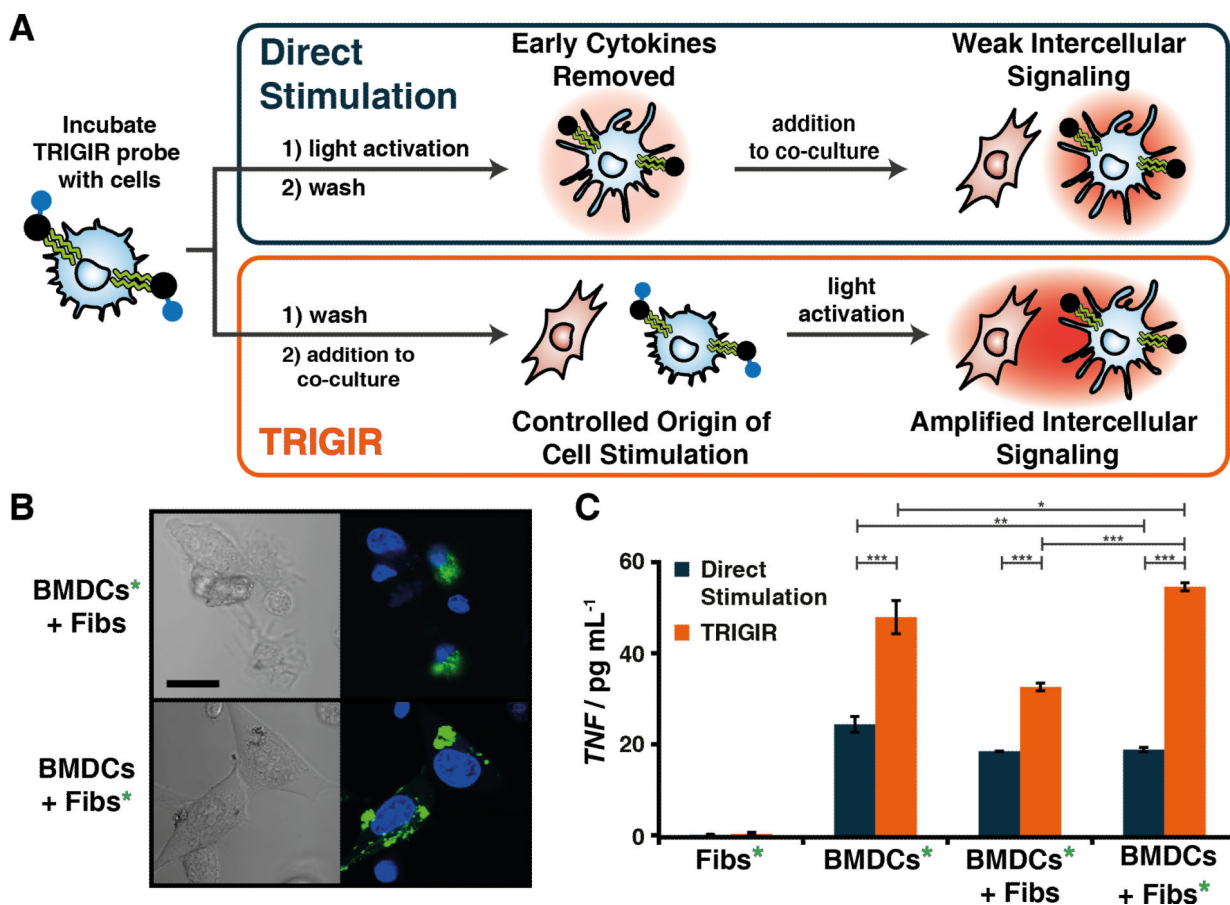 A
Direct
Stimulation
Incubate
TRIGIR probe
with cells
1) light activation
2) wash
Early Cytokines
Removed
addition
to co-culture
Weak Intercellular
Signaling
1) wash
2) addition to
co-culture
TRIGIR
Controlled Origin of
Cell Stimulation
light
activation
Amplified Intercellular
Signaling
B
BMDCs*
+ Fibs
BMDCs
+ Fibs*
C
*
**
***
***
***
***
Direct
Stimulation
TRIGIR
TNF / pg mL-1
60
40
20
0
Fibs*
BMDCs*
BMDCs*
+ Fibs
BMDCs
+ Fibs*